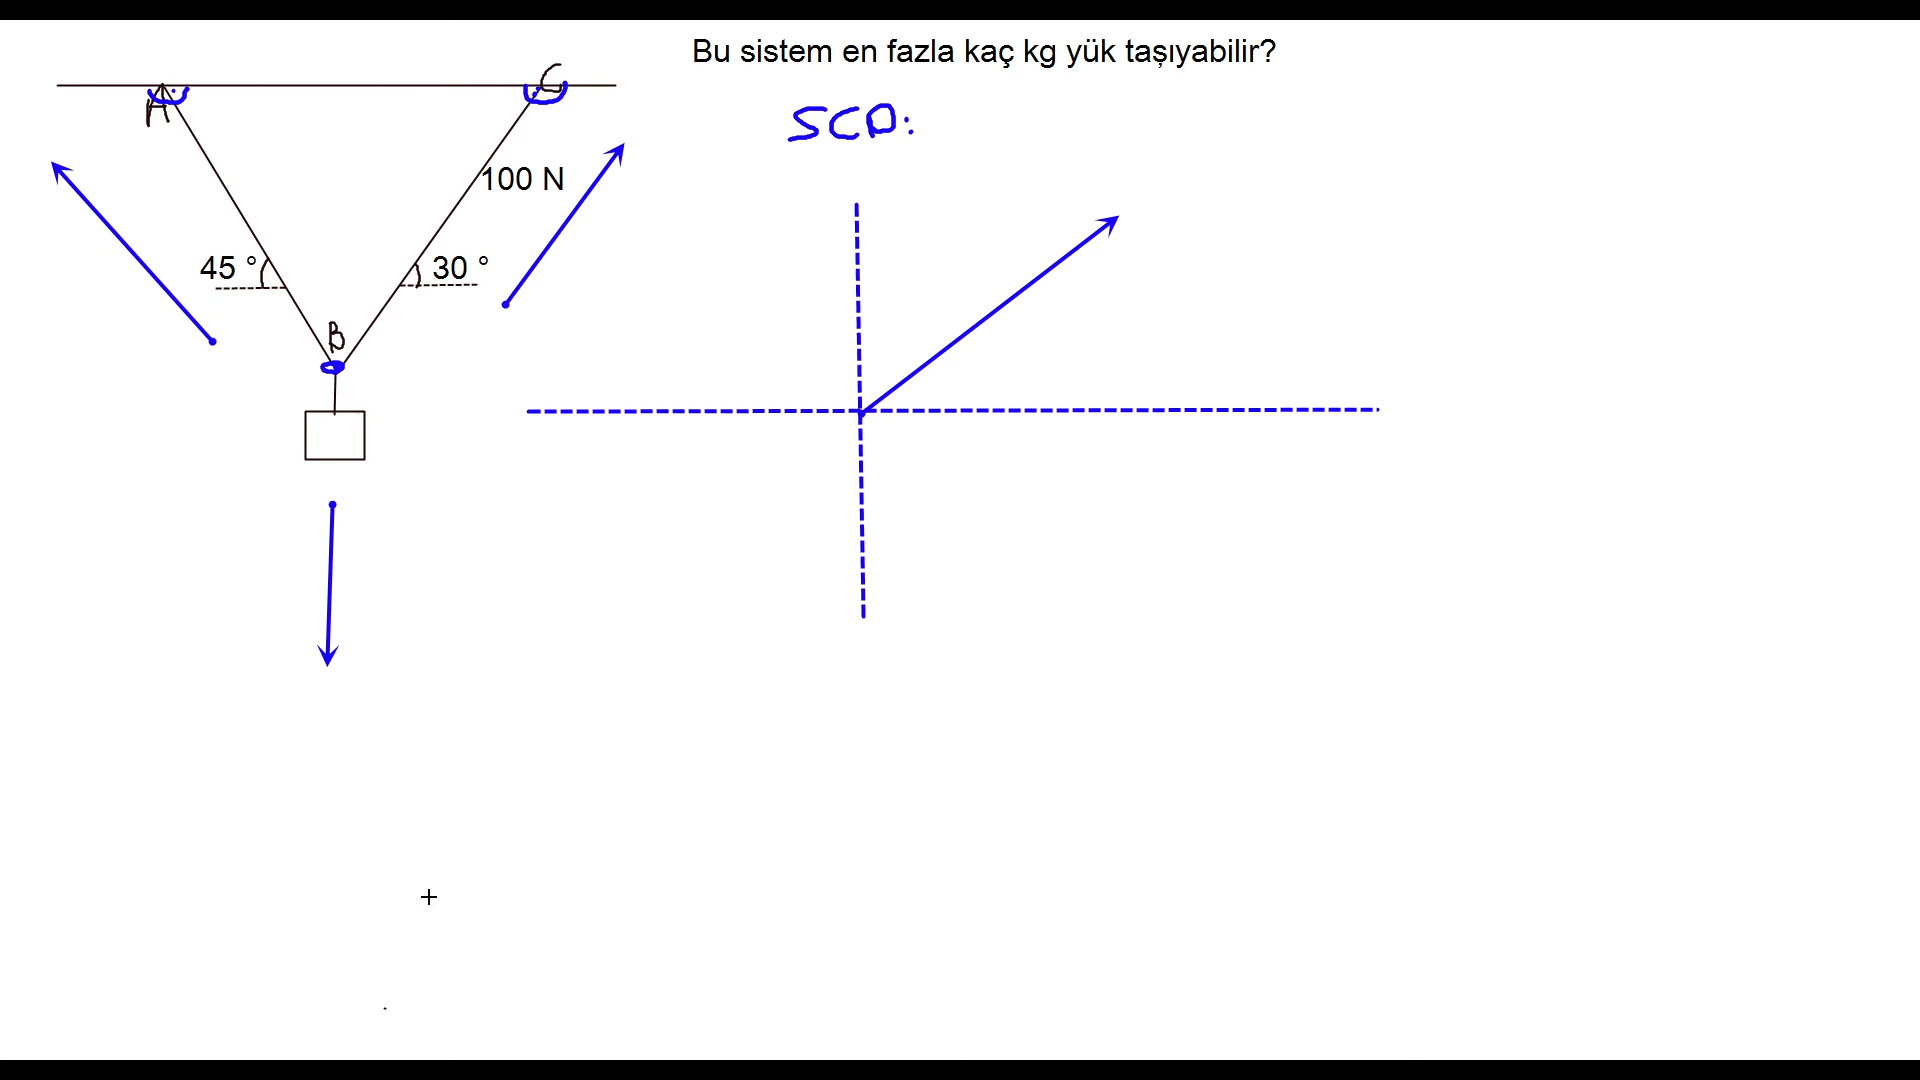 Bu sistem en fazla kaç kg yük taşıyabilir?
C
A
SCD:
100 N
45 °
30 °
B